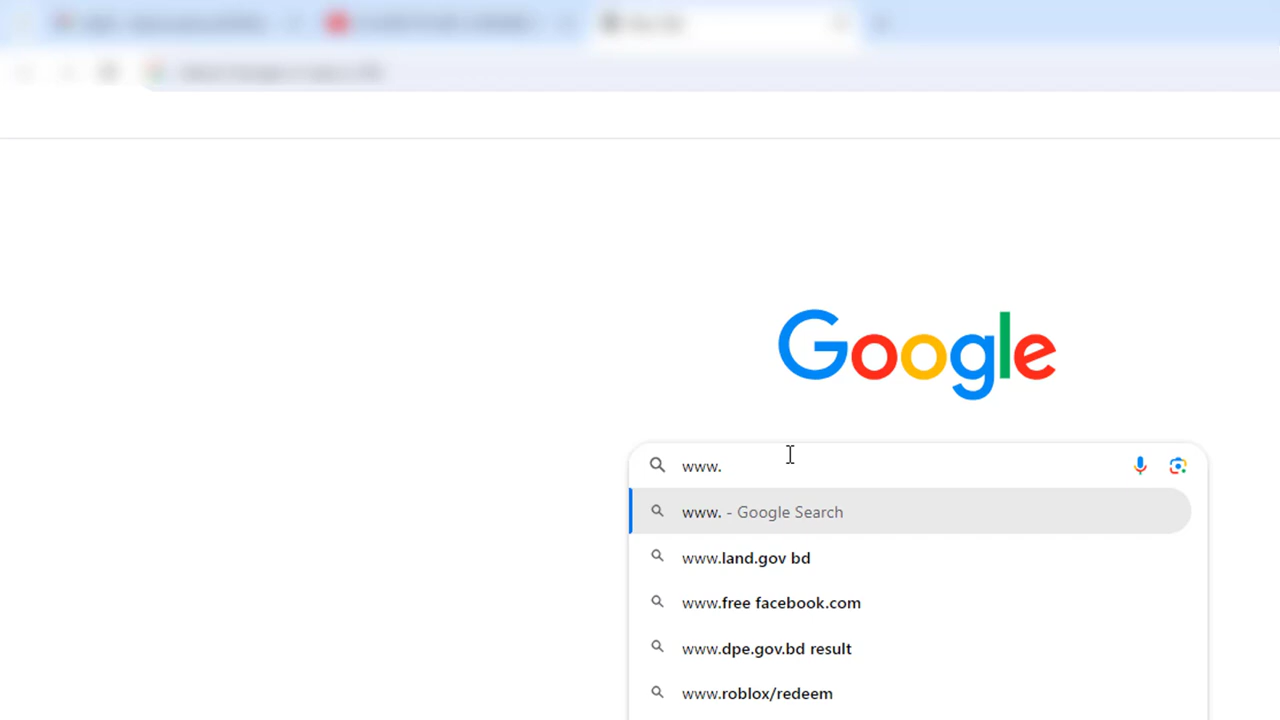 Google
www.
www. - Google Search
www.land.gov bd
www.free facebook.com
www.dpe.gov.bd result
www.roblox/redeem